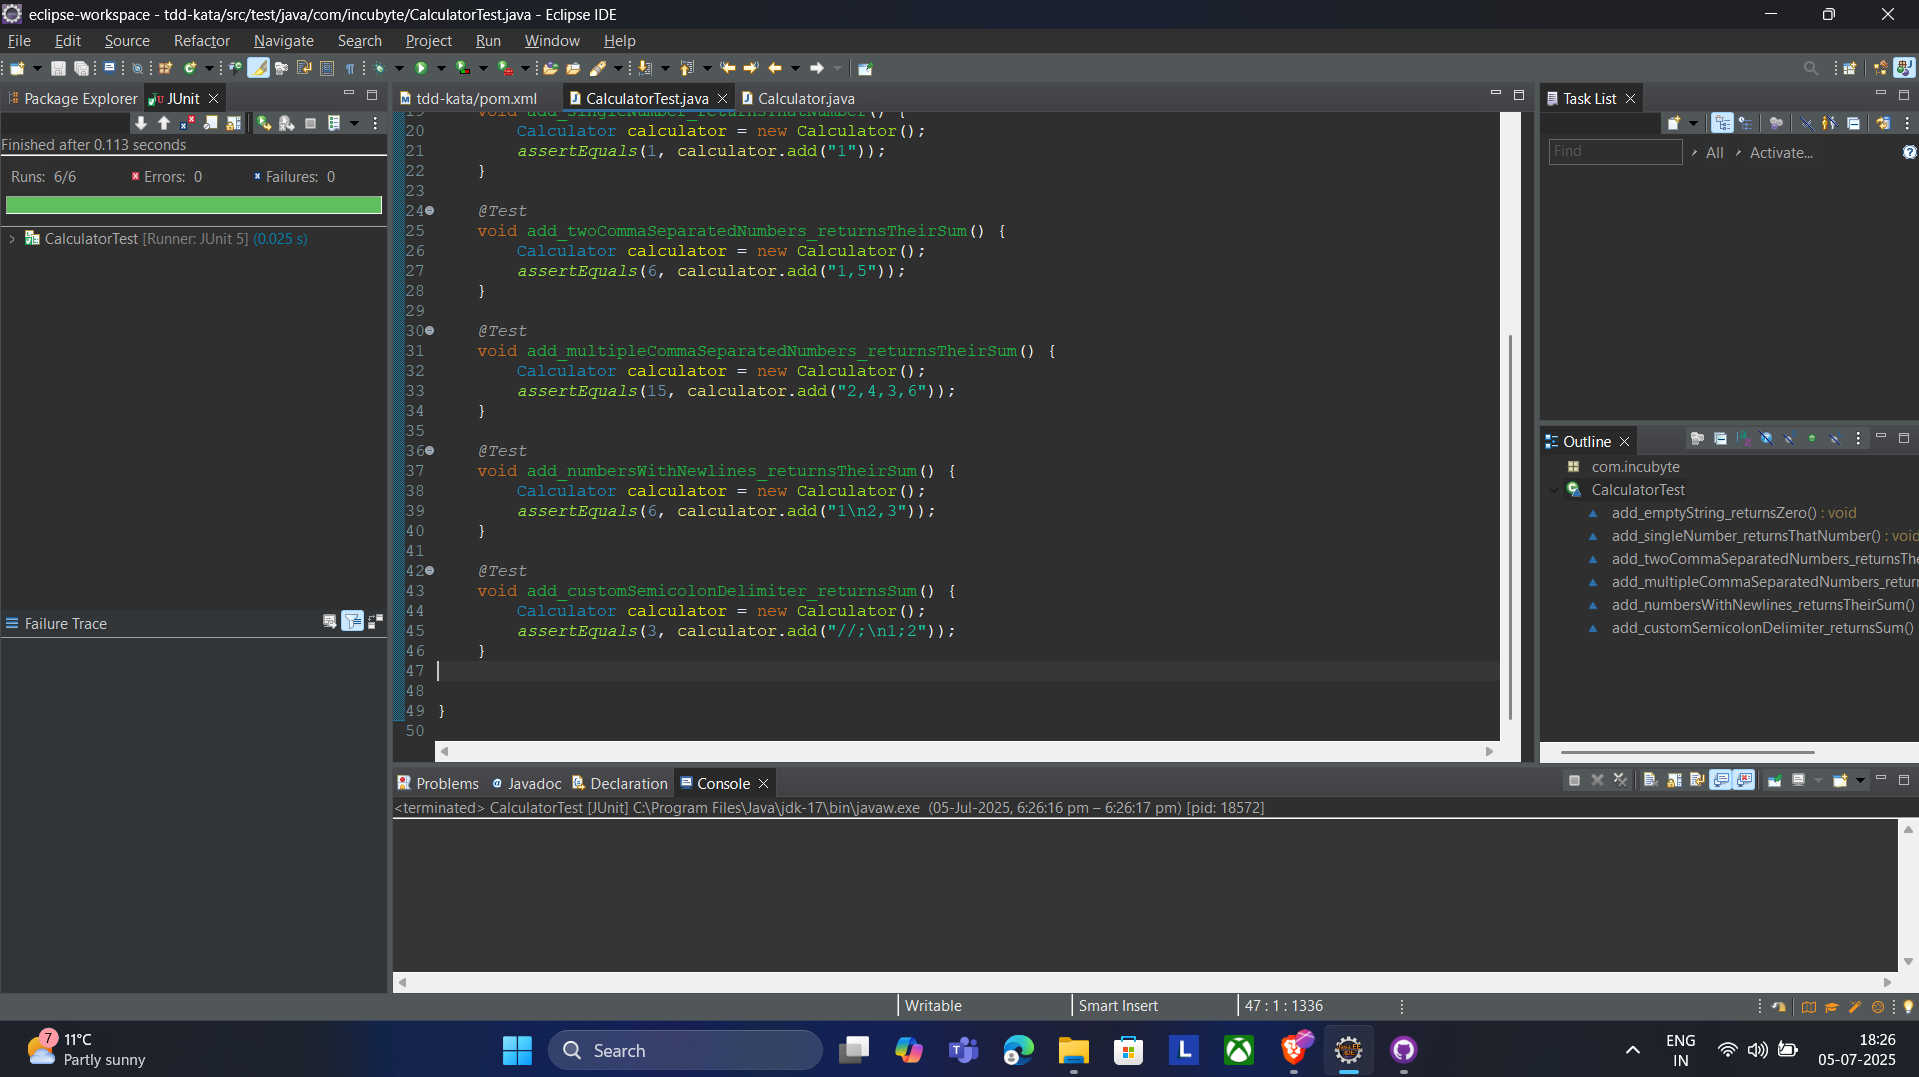 eclipse-workspace - tdd-kata/src/test/java/com/incubyte/CalculatorTest.java - Eclipse IDE
File Edit Source Refactor Navigate Search Project Run Window Help
Package Explorer JUnit
Finished after 0.113 seconds
Runs: 6/6 Errors: 0 Failures: 0
CalculatorTest [Runner: JUnit 5] (0.025 s)
Failure Trace
tdd-kata/pom.xml CalculatorTest.java Calculator.java
19 void add_singleNumber_returnsThatNumber() {
20 Calculator calculator = new Calculator();
21 assertEquals(1, calculator.add("1"));
22 }
23
24 @Test
25 void add_twoCommaSeparatedNumbers_returnsTheirSum() {
26 Calculator calculator = new Calculator();
27 assertEquals(6, calculator.add("1,5"));
28 }
29
30 @Test
31 void add_multipleCommaSeparatedNumbers_returnsTheirSum() {
32 Calculator calculator = new Calculator();
33 assertEquals(15, calculator.add("2,4,3,6"));
34 }
35
36 @Test
37 void add_numbersWithNewlines_returnsTheirSum() {
38 Calculator calculator = new Calculator();
39 assertEquals(6, calculator.add("1\n2,3"));
40 }
41
42 @Test
43 void add_customSemicolonDelimiter_returnsSum() {
44 Calculator calculator = new Calculator();
45 assertEquals(3, calculator.add("//;\n1;2"));
46 }
47
48
49 }
50
Task List
Find All Activate...
Outline
com.incubyte
CalculatorTest
add_emptyString_returnsZero() : void
add_singleNumber_returnsThatNumber() : void
add_twoCommaSeparatedNumbers_returnsThe
add_multipleCommaSeparatedNumbers_return
add_numbersWithNewlines_returnsTheirSum()
add_customSemicolonDelimiter_returnsSum()
Problems Javadoc Declaration Console
<terminated> CalculatorTest [JUnit] C:\Program Files\Java\jdk-17\bin\javaw.exe (05-Jul-2025, 6:26:16 pm – 6:26:17 pm) [pid: 18572]
Writable Smart Insert 47 : 1 : 1336
7
11°C
Partly sunny
Search
ENG
IN
18:26
05-07-2025